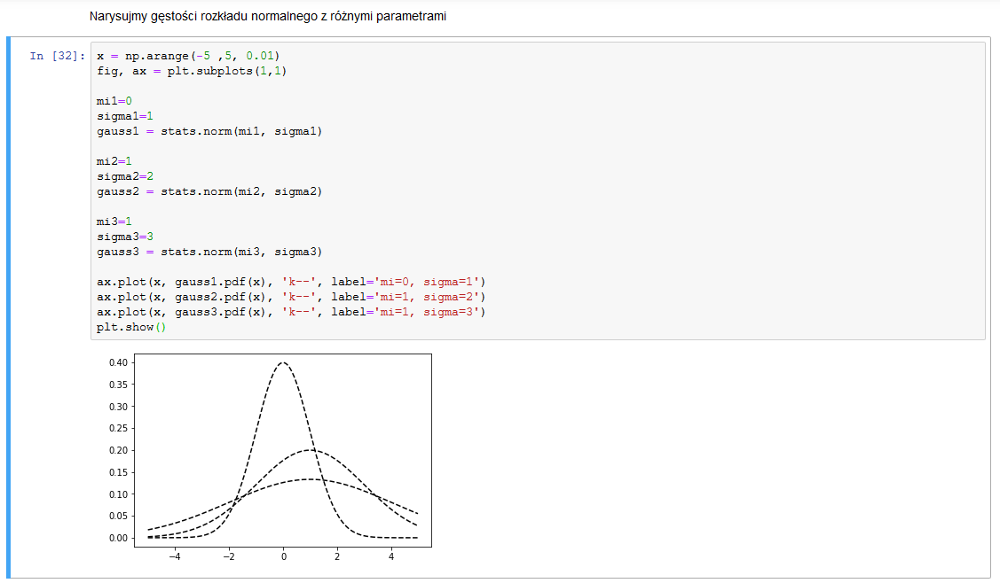 Narysujmy gęstości rozkładu normalnego z różnymi parametrami
In [32]:
x = np.arange(-5 ,5, 0.01)
fig, ax = plt.subplots(1,1)
mi1=0
sigma1=1
gauss1 = stats.norm(mi1, sigma1)
mi2=1
sigma2=2
gauss2 = stats.norm(mi2, sigma2)
mi3=1
sigma3=3
gauss3 = stats.norm(mi3, sigma3)
ax.plot(x, gauss1.pdf(x), 'k--', label='mi=0, sigma=1')
ax.plot(x, gauss2.pdf(x), 'k--', label='mi=1, sigma=2')
ax.plot(x, gauss3.pdf(x), 'k--', label='mi=1, sigma=3')
plt.show()
0.40
0.35
0.30
0.25
0.20
0.15
0.10
0.05
0.00
−4 −2 0 2 4